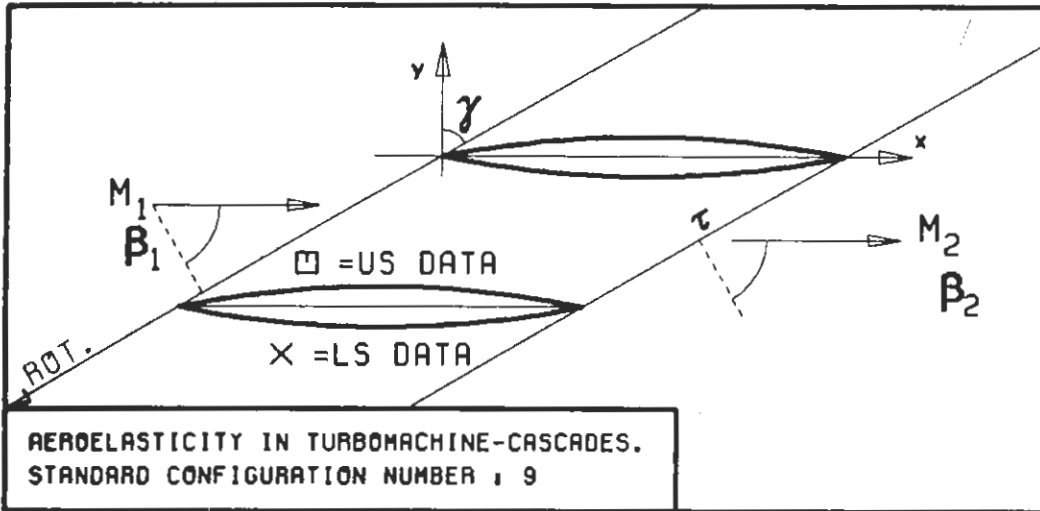 y
γ
x
M₁
β₁
τ
M₂
β₂
□ =US DATA
× =LS DATA
ROT.
AEROELASTICITY IN TURBOMACHINE-CASCADES.
STANDARD CONFIGURATION NUMBER : 9